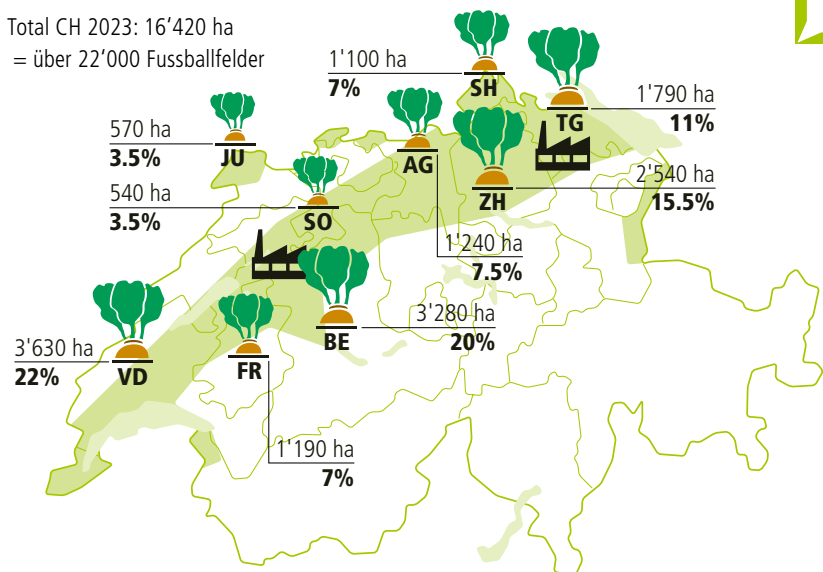 Total CH 2023: 16'420 ha
= über 22'000 Fussballfelder
1'100 ha
7%
SH
TG
1'790 ha
11%
570 ha
3.5%
JU
AG
ZH
2'540 ha
15.5%
540 ha
3.5%
SO
1'240 ha
7.5%
3'630 ha
22%
VD
FR
BE
3'280 ha
20%
1'190 ha
7%